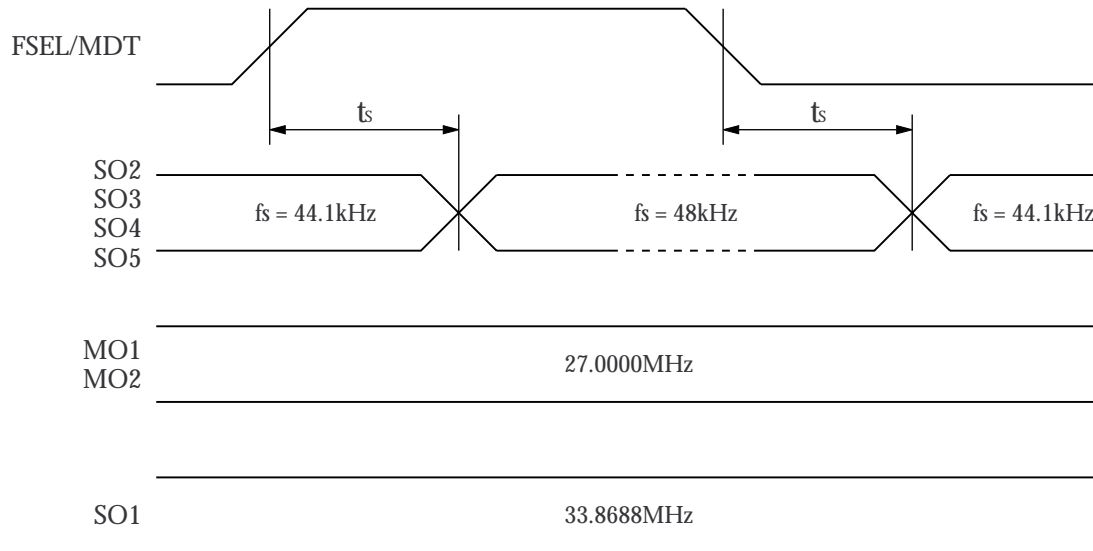 FSEL/MDT
ts
ts
SO2
SO3
SO4
SO5
fs = 44.1kHz
fs = 48kHz
fs = 44.1kHz
MO1
MO2
27.0000MHz
SO1
33.8688MHz